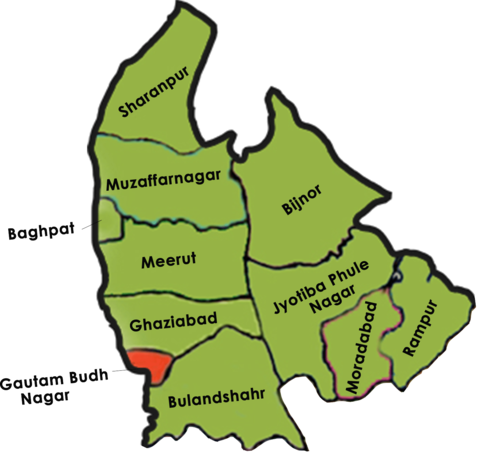 Sharanpur
Muzaffarnagar
Bijnor
Baghpat
Meerut
Jyotiba Phule
Nagar
Ghaziabad
Moradabad
Rampur
Gautam Budh
Nagar
Bulandshahr